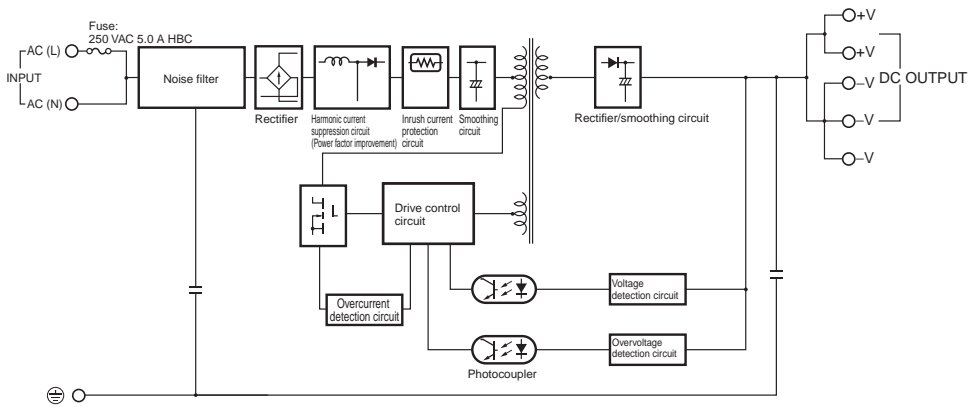 Fuse:
250 VAC 5.0 A HBC
AC (L)
INPUT
AC (N)
Noise filter
Rectifier
Harmonic current
suppression circuit
(Power factor improvement)
Inrush current
protection
circuit
Smoothing
circuit
Rectifier/smoothing circuit
+V
+V
–V
DC OUTPUT
–V
–V
Drive control
circuit
Overcurrent
detection circuit
Voltage
detection circuit
Overvoltage
detection circuit
Photocoupler